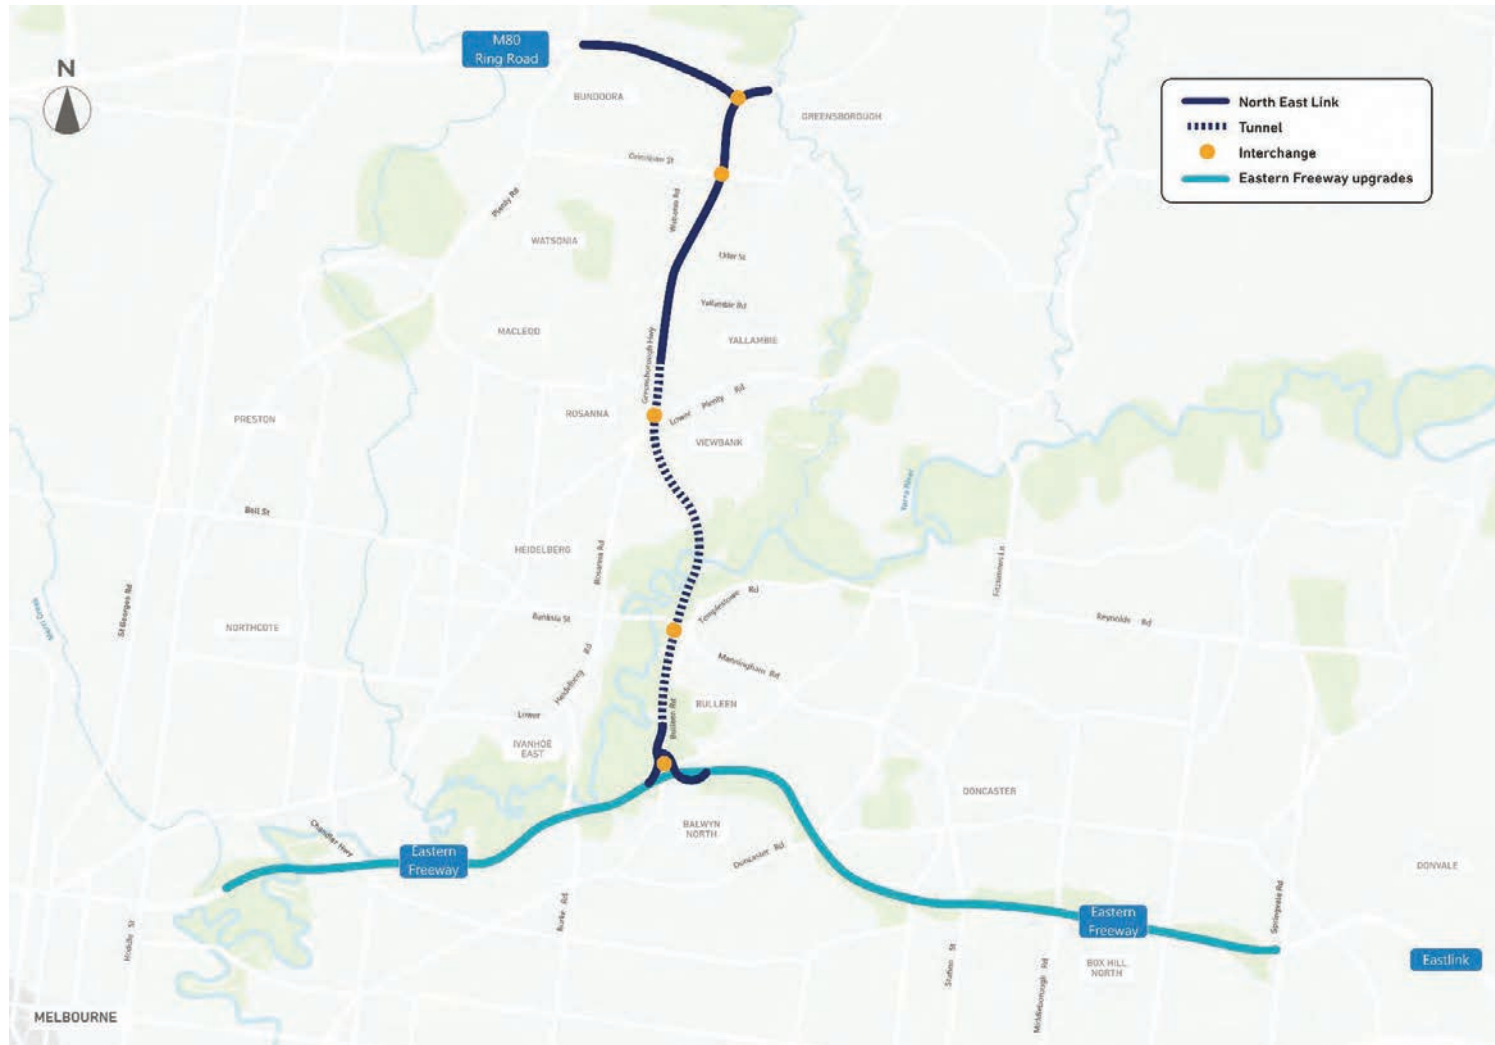 M80
Ring Road
N
BUNDOORA
GREENSBOROUGH
North East Link
Tunnel
Interchange
Eastern Freeway upgrades
Grimshaw St
Plenty Rd
Watsonia Rd
WATSONIA
Elder St
Yallambie Rd
MACLEOD
YALLAMBIE
Greensborough Hwy
PRESTON
ROSANNA
Lower Plenty Rd
VIEWBANK
Yarra River
Bell St
HEIDELBERG
Rosanna Rd
Fitzsimons Ln
St Georges Rd
Merri Creek
NORTHCOTE
Banksia St
Templestowe Rd
Reynolds Rd
Manningham Rd
Lower Heidelberg Rd
BULLEEN
Bulleen Rd
IVANHOE
EAST
DONCASTER
BALWYN
NORTH
Chandler Hwy
Eastern
Freeway
Doncaster Rd
DONVALE
Burke Rd
Hoddle St
Eastern
Freeway
Springvale Rd
Station St
Middleborough Rd
BOX HILL
NORTH
Eastlink
MELBOURNE